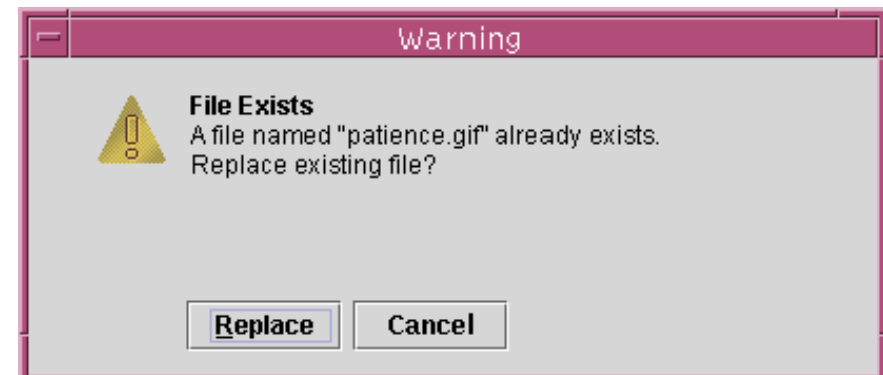 Warning
File Exists
A file named "patience.gif" already exists.
Replace existing file?
Replace Cancel